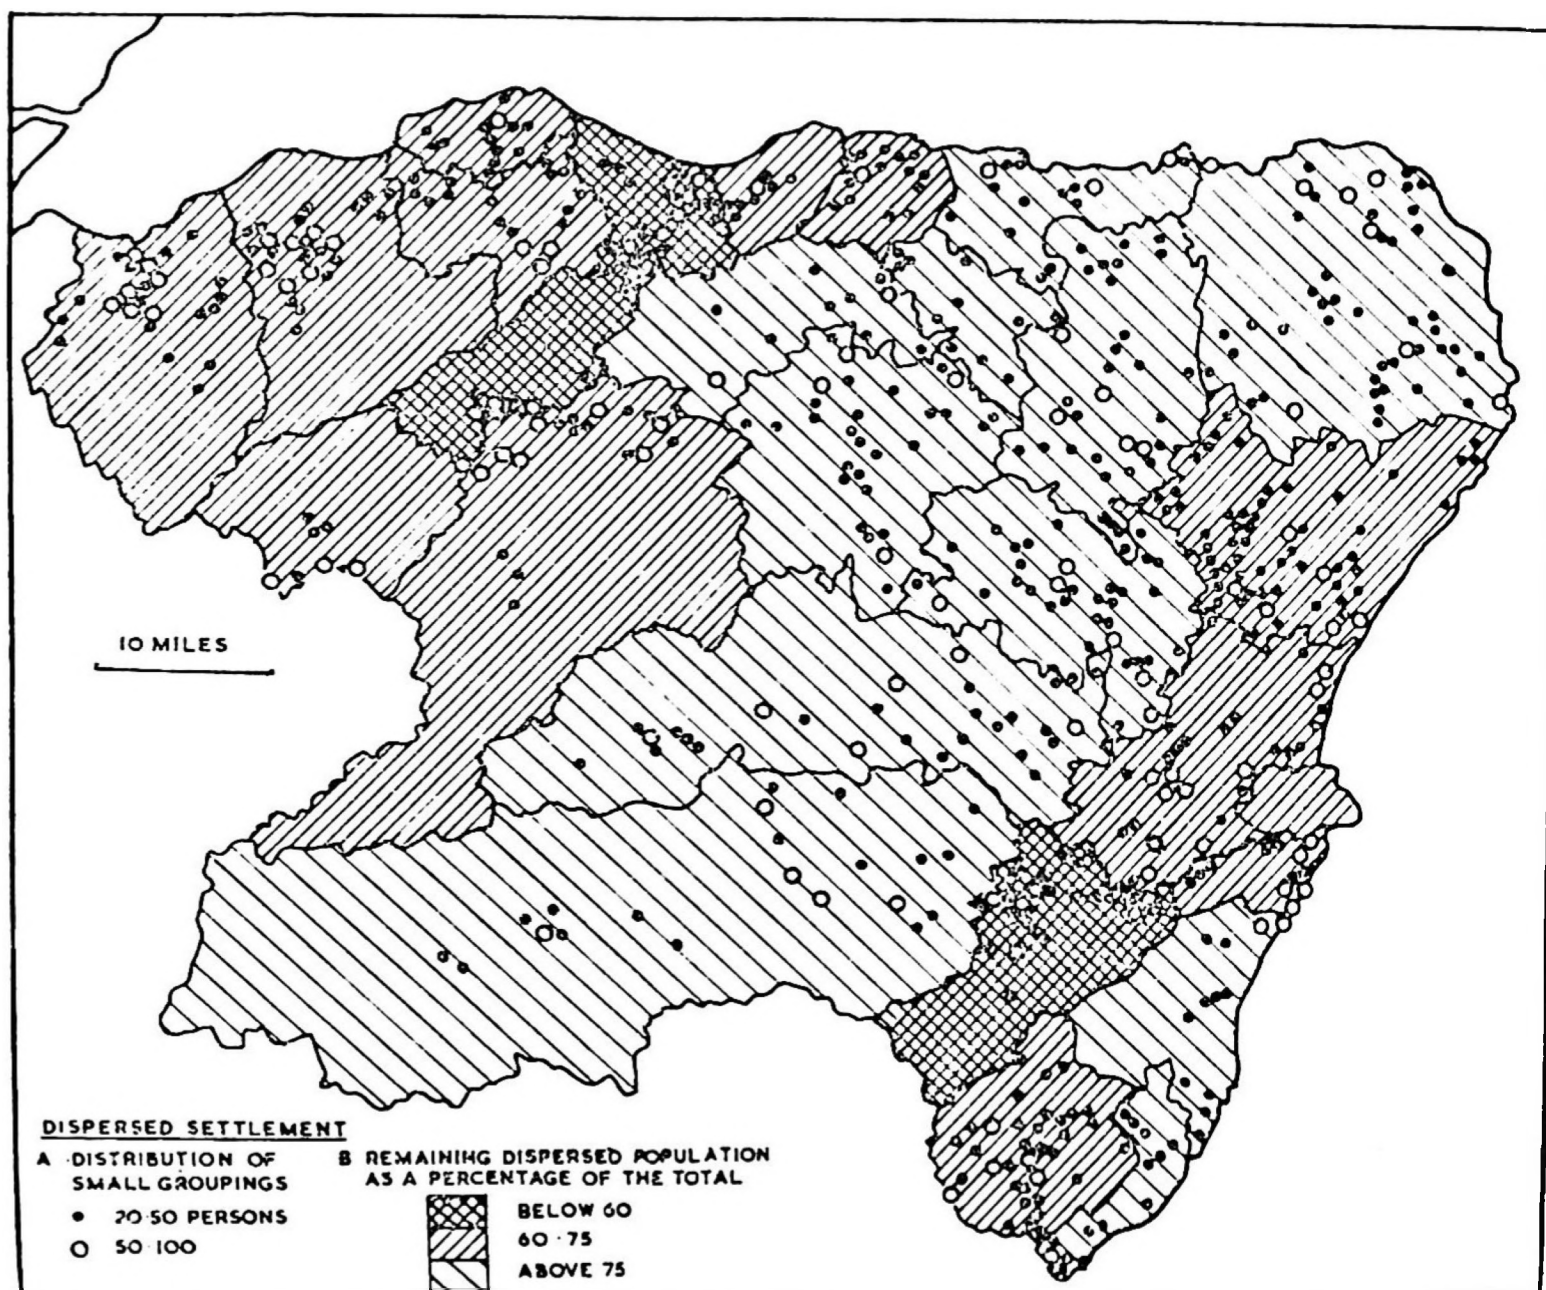 10 MILES
DISPERSED SETTLEMENT
A DISTRIBUTION OF
SMALL GROUPINGS
20·50 PERSONS
50·100
B REMAINING DISPERSED POPULATION
AS A PERCENTAGE OF THE TOTAL
BELOW 60
60·75
ABOVE 75